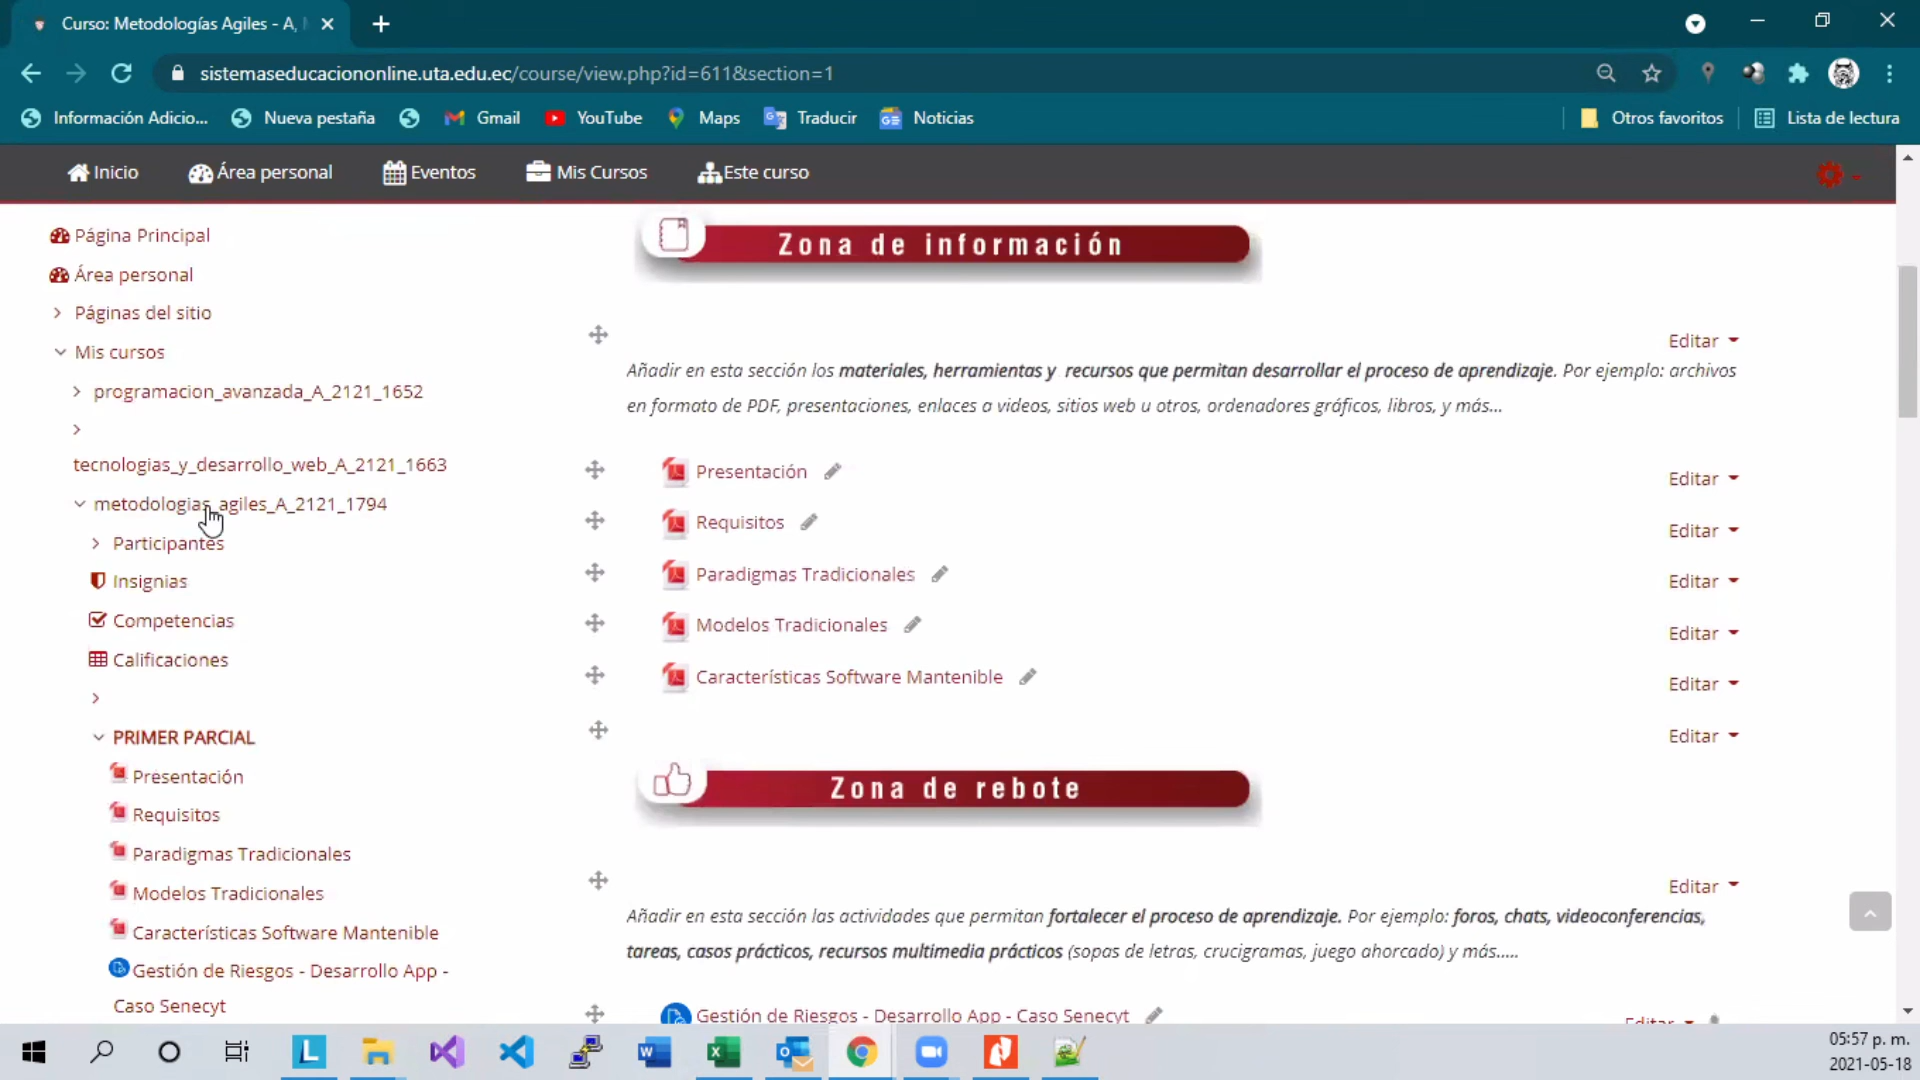 Curso: Metodologías Agiles - A,
sistemaseducaciononline.uta.edu.ec/course/view.php?id=611&section=1
Información Adicio...
Nueva pestaña
Gmail
YouTube
Maps
Traducir
Noticias
Otros favoritos
Lista de lectura
Inicio
Área personal
Eventos
Mis Cursos
Este curso
Página Principal
Área personal
Páginas del sitio
Mis cursos
programacion_avanzada_A_2121_1652
tecnologias_y_desarrollo_web_A_2121_1663
metodologias_agiles_A_2121_1794
Participantes
Insignias
Competencias
Calificaciones
PRIMER PARCIAL
Presentación
Requisitos
Paradigmas Tradicionales
Modelos Tradicionales
Características Software Mantenible
Gestión de Riesgos - Desarrollo App -
Caso Senecyt
Zona de información
Editar
Añadir en esta sección los materiales, herramientas y recursos que permitan desarrollar el proceso de aprendizaje. Por ejemplo: archivos
en formato de PDF, presentaciones, enlaces a videos, sitios web u otros, ordenadores gráficos, libros, y más...
Presentación
Editar
Requisitos
Editar
Paradigmas Tradicionales
Editar
Modelos Tradicionales
Editar
Características Software Mantenible
Editar
Editar
Zona de rebote
Editar
Añadir en esta sección las actividades que permitan fortalecer el proceso de aprendizaje. Por ejemplo: foros, chats, videoconferencias,
tareas, casos prácticos, recursos multimedia prácticos (sopas de letras, crucigramas, juego ahorcado) y más.....
Gestión de Riesgos - Desarrollo App - Caso Senecyt
Editar
05:57 p. m.
2021-05-18